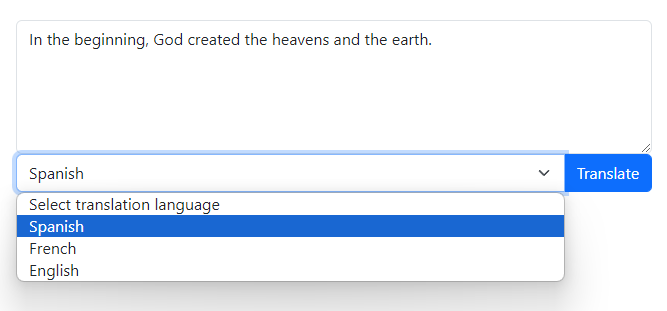 In the beginning, God created the heavens and the earth.
Spanish
Translate
Select translation language
Spanish
French
English